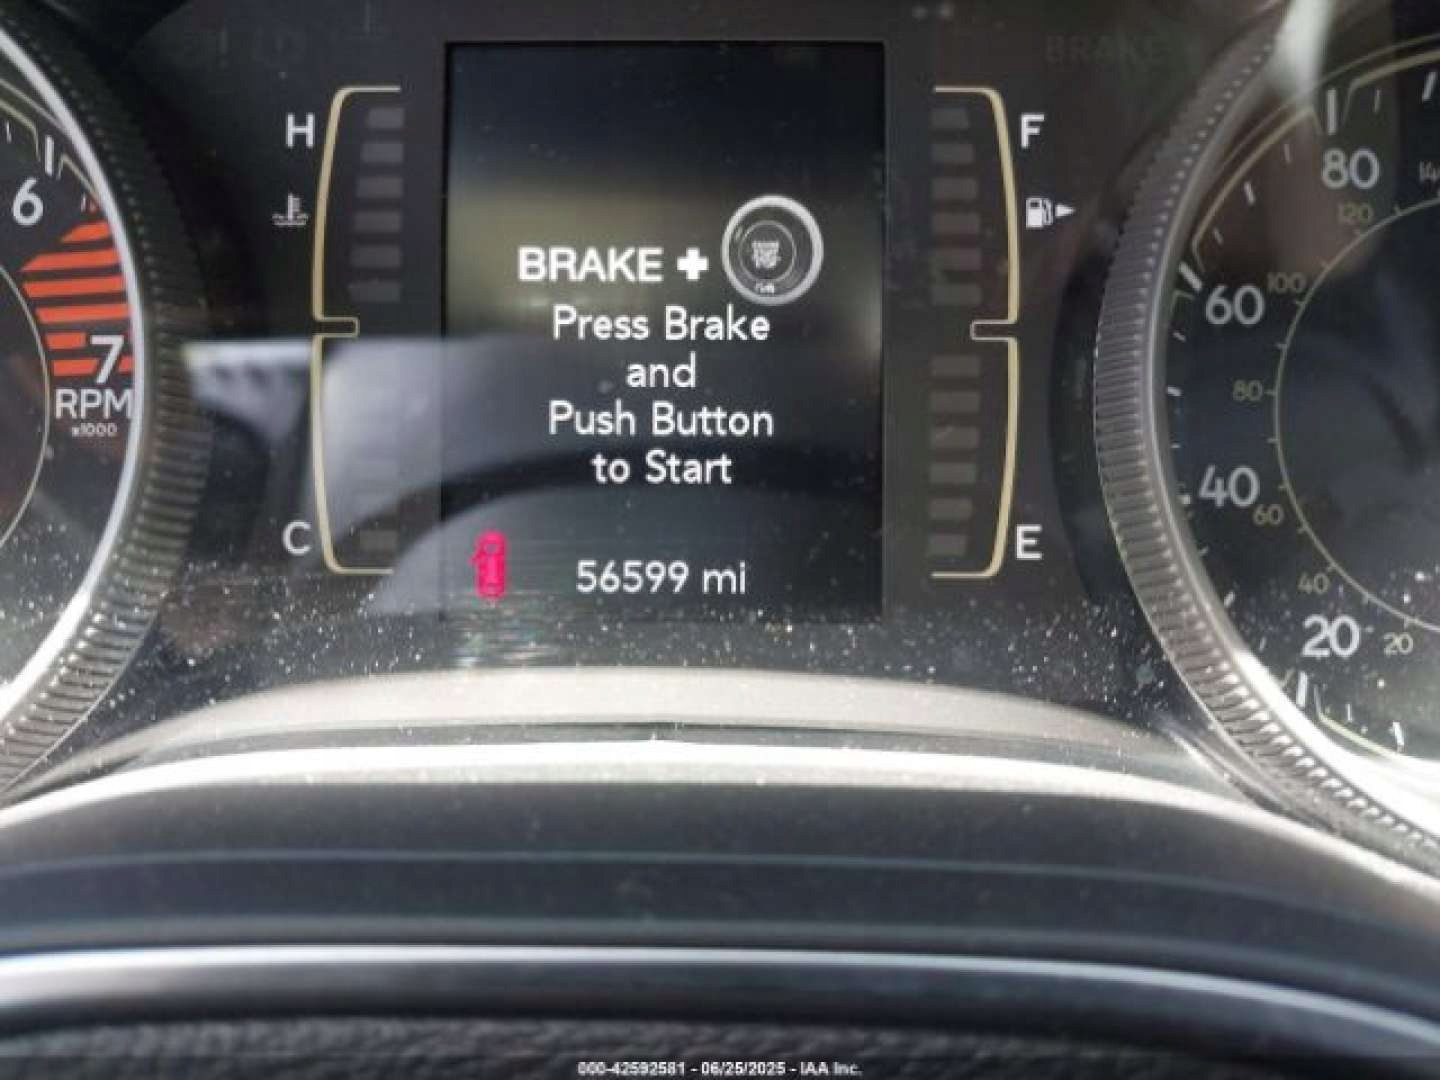 BRAKE
H
F
6
80
120
BRAKE +
100
60
Press Brake
7
and
RPM
x1000
80
Push Button
to Start
40
60
C
E
56599 mi
40
20
20
000-42592581 - 06/25/2025 - IAA Inc.